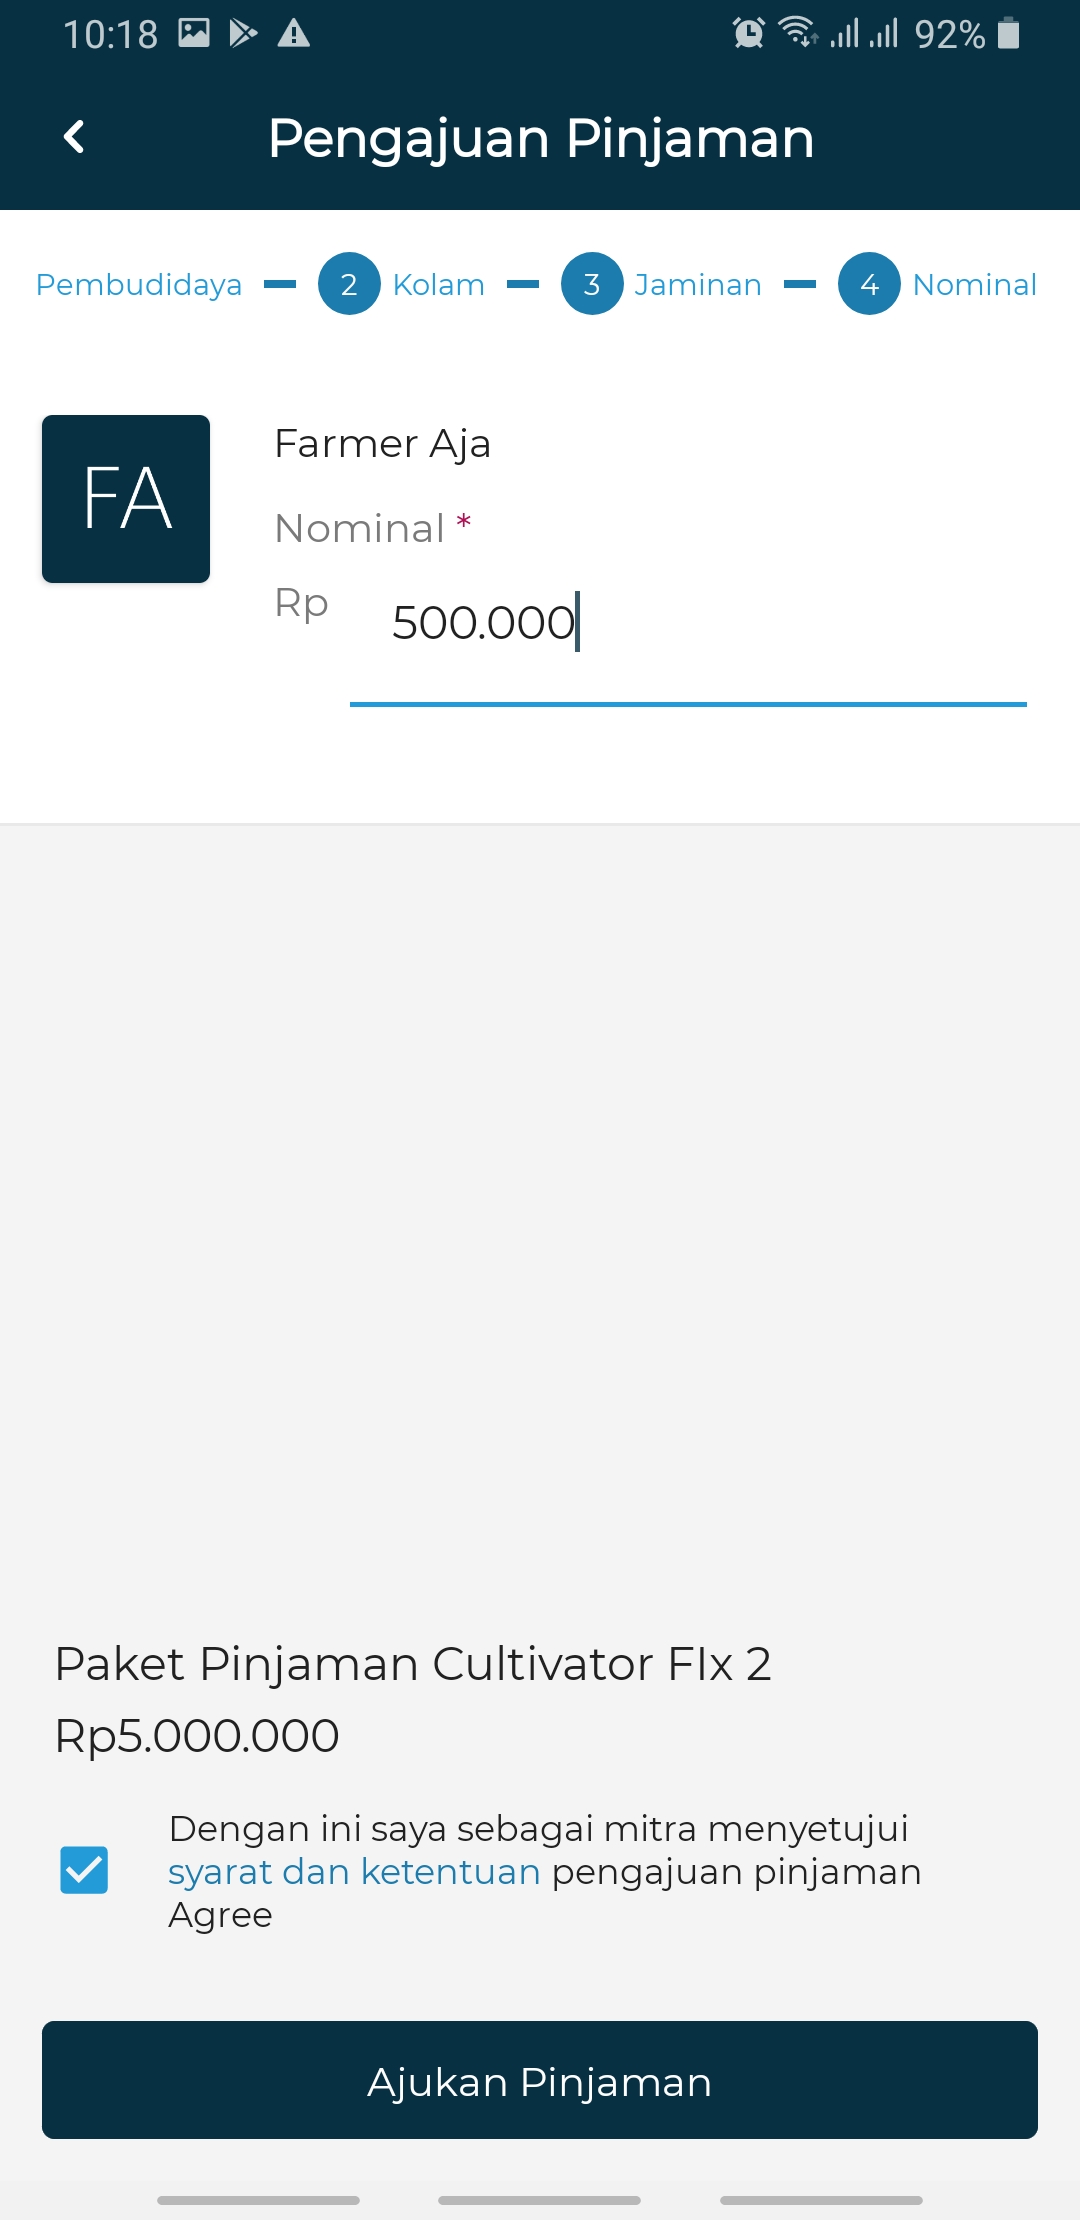 10:18
92%
Pengajuan Pinjaman
Pembudidaya 2 Kolam 3 Jaminan 4 Nominal
FA
Farmer Aja
Nominal *
Rp 500.000
Paket Pinjaman Cultivator FIx 2
Rp5.000.000
Dengan ini saya sebagai mitra menyetujui
syarat dan ketentuan pengajuan pinjaman
Agree
Ajukan Pinjaman